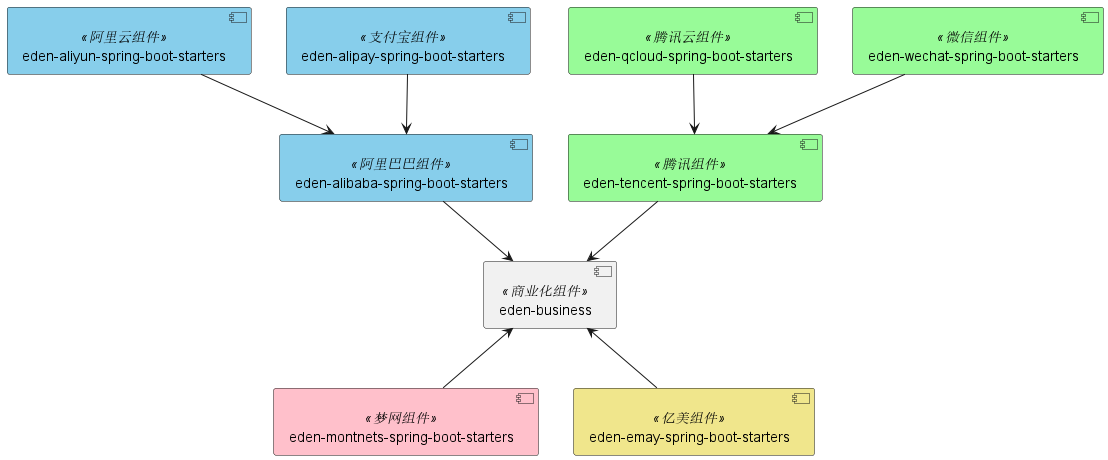 «阿里云组件»
eden-aliyun-spring-boot-starters
«支付宝组件»
eden-alipay-spring-boot-starters
«腾讯云组件»
eden-qcloud-spring-boot-starters
«微信组件»
eden-wechat-spring-boot-starters
«阿里巴巴组件»
eden-alibaba-spring-boot-starters
«腾讯组件»
eden-tencent-spring-boot-starters
«商业化组件»
eden-business
«梦网组件»
eden-montnets-spring-boot-starters
«亿美组件»
eden-emay-spring-boot-starters